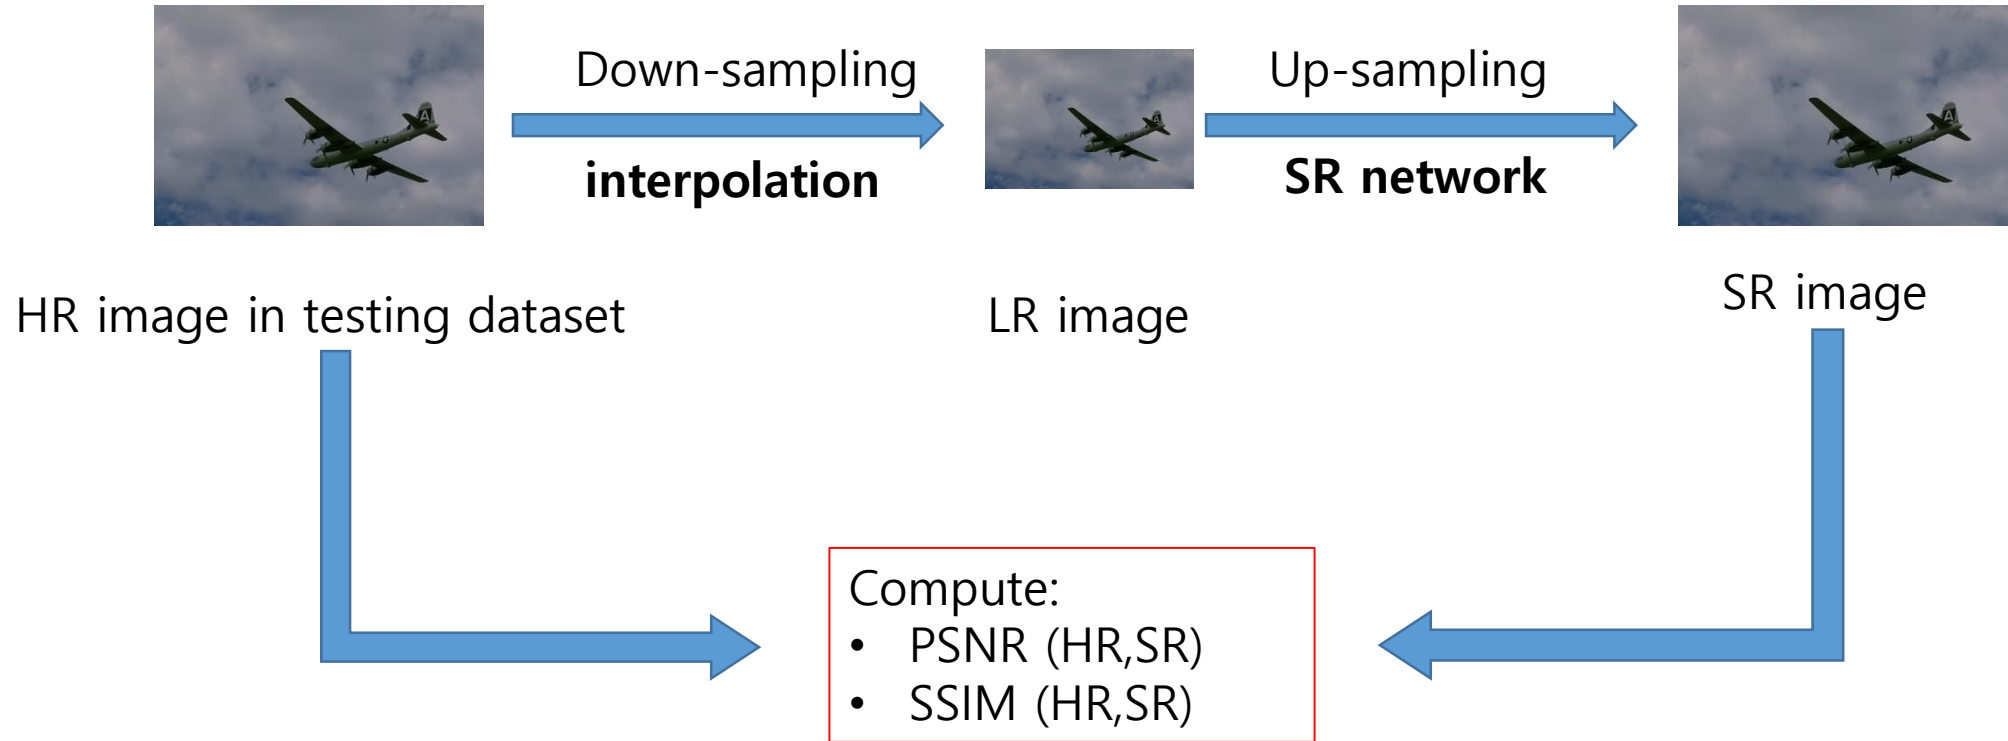 Down-sampling
interpolation
Up-sampling
SR network
HR image in testing dataset
LR image
SR image
Compute:
• PSNR (HR,SR)
• SSIM (HR,SR)
A
A
A